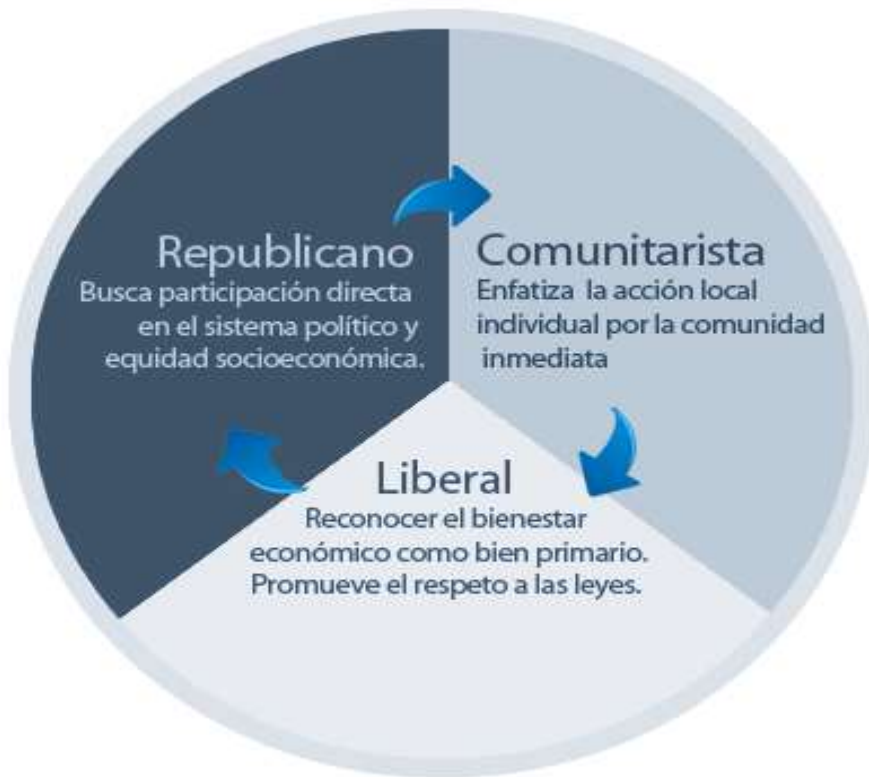 Republicano
Busca participación directa
en el sistema político y
equidad socioeconómica.
Comunitarista
Enfatiza la acción local
individual por la comunidad
inmediata
Liberal
Reconocer el bienestar
económico como bien primario.
Promueve el respeto a las leyes.